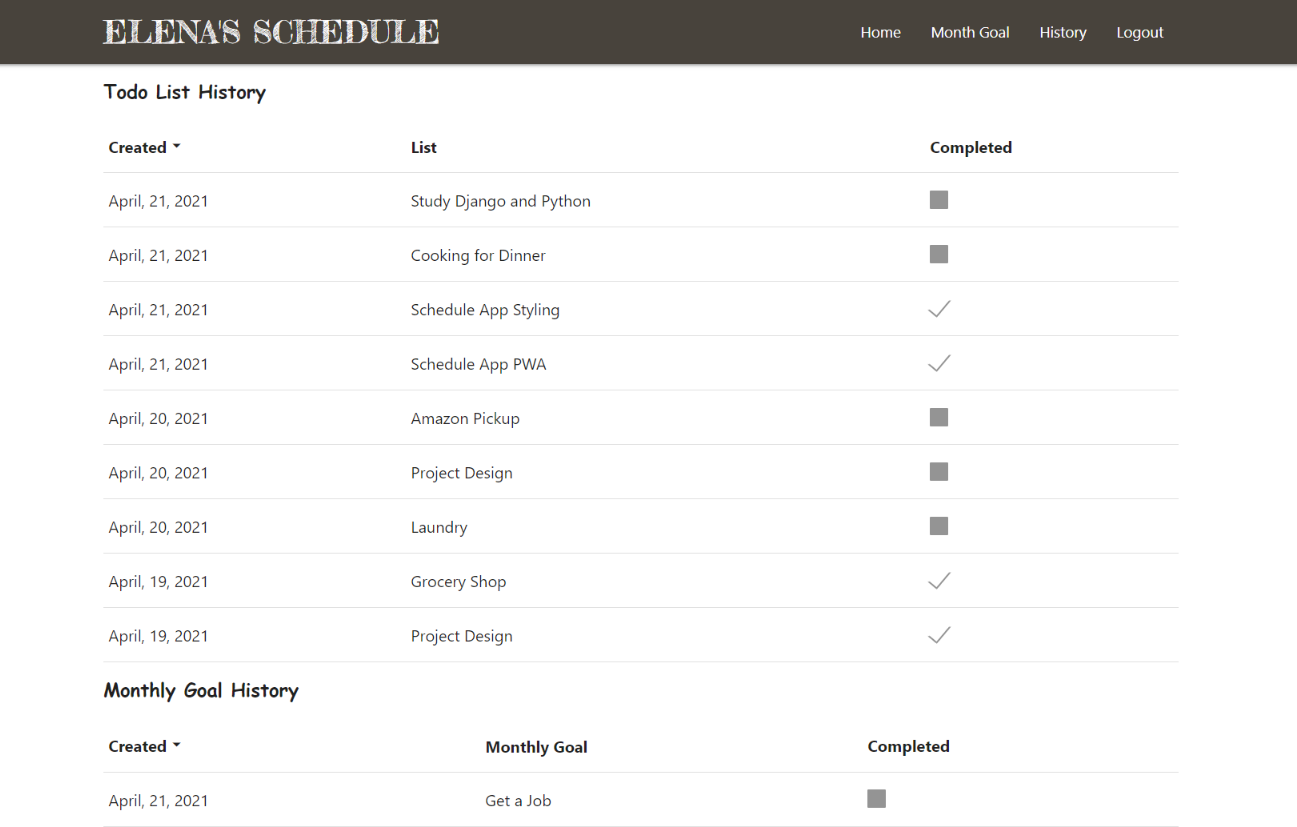 ELENA'S SCHEDULE Home Month Goal History Logout
Todo List History
Created List Completed
April, 21, 2021 Study Django and Python
April, 21, 2021 Cooking for Dinner
April, 21, 2021 Schedule App Styling
April, 21, 2021 Schedule App PWA
April, 20, 2021 Amazon Pickup
April, 20, 2021 Project Design
April, 20, 2021 Laundry
April, 19, 2021 Grocery Shop
April, 19, 2021 Project Design
Monthly Goal History
Created Monthly Goal Completed
April, 21, 2021 Get a Job